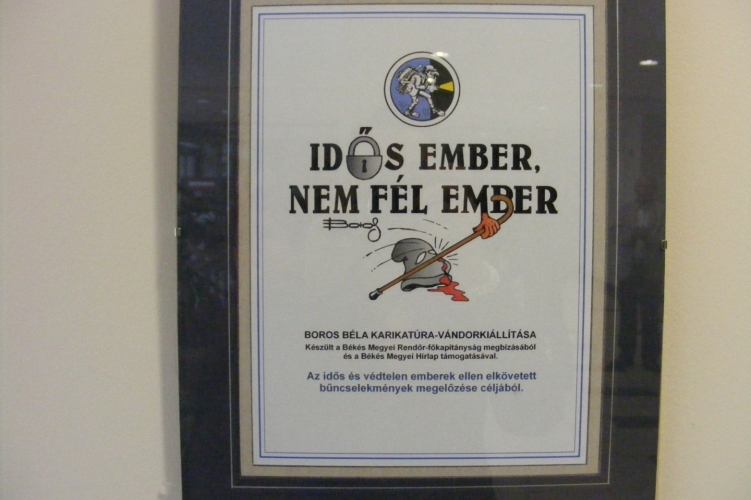 IDŐS EMBER,
NEM FÉL EMBER
Boros
BOROS BÉLA KARIKATÚRA-VÁNDORKIÁLLÍTÁSA
Készült a Békés Megyei Rendőr-főkapitányság megbízásából
és a Békés Megyei Hírlap támogatásával.
Az idős és védtelen emberek ellen elkövetett
bűncselekmények megelőzése céljából.